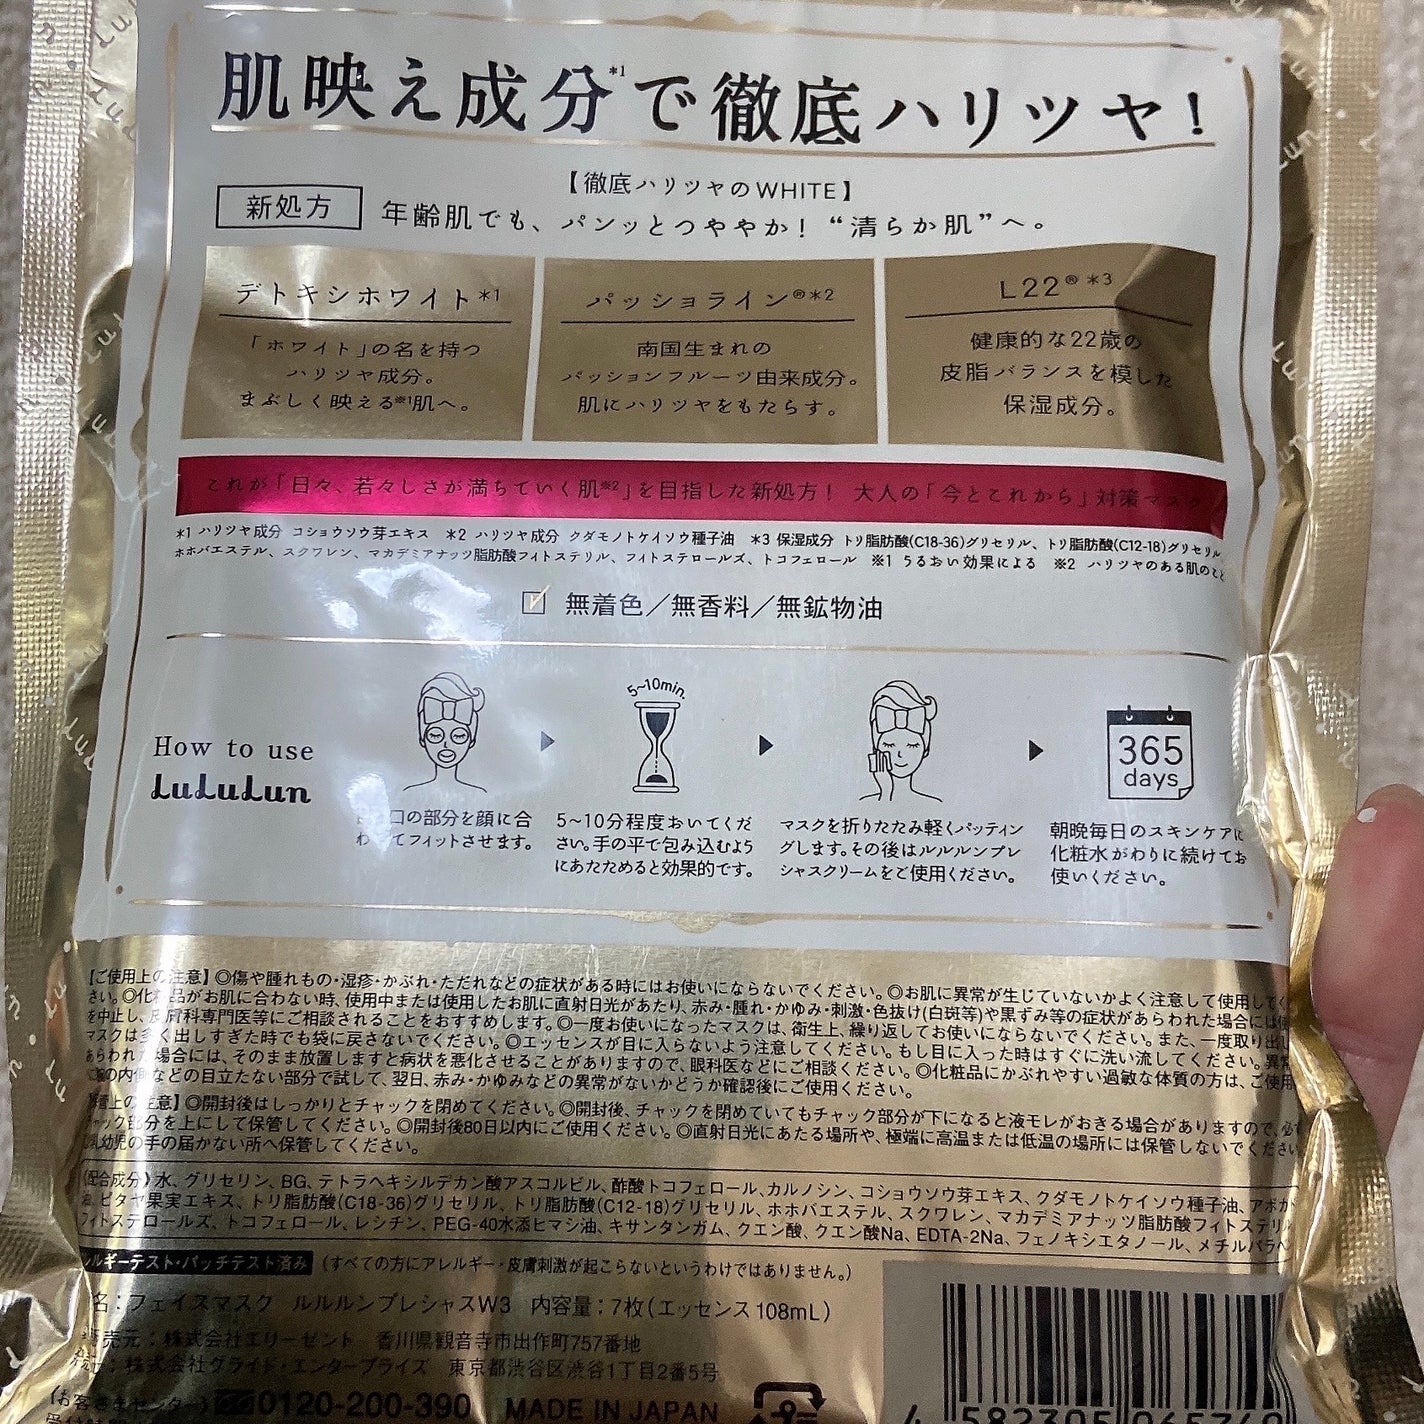 肌映え成分*1で徹底ハリツヤ!
【徹底ハリツヤのWHITE】
新処方 年齢肌でも、パンッとつややか! “清らか肌”へ。
デトキシホワイト*1
「ホワイト」の名を持つ
ハリツヤ成分。
まぶしく映える※1肌へ。
パッショライン®*2
南国生まれの
パッションフルーツ由来成分。
肌にハリツヤをもたらす。
L22®*3
健康的な22歳の
皮脂バランスを模した
保湿成分。
これが「日々、若々しさが満ちていく肌※2」を目指した新処方! 大人の「今とこれから」対策マスク
*1 ハリツヤ成分 コショウソウ芽エキス *2 ハリツヤ成分 クダモノトケイソウ種子油 *3 保湿成分 トリ脂肪酸(C18-36)グリセリル、トリ脂肪酸(C12-18)グリセリル
ホホバエステル、スクワレン、マカデミアナッツ脂肪酸フィトステリル、フィトステロールズ、トコフェロール ※1 うるおい効果による ※2 ハリツヤのある肌のこと
無着色/無香料/無鉱物油
How to use
LuLuLun
口の部分を顔に合
わ てフィットさせます。
5~10min.
5~10分程度おいてくだ
さい。手の平で包み込むよう
にあたためると効果的です。
マスクを折りたたみ軽くパッティン
グします。その後はルルルンプレ
シャスクリームをご使用ください。
365
days
朝晩毎日のスキンケアに
化粧水がわりに続けてお
使いください。
【ご使用上の注意】◎傷や腫れもの・湿疹・かぶれ・ただれなどの症状がある時にはお使いにならないでください。◎お肌に異常が生じていないかよく注意して使用してく
さい。◎化粧品がお肌に合わない時、使用中または使用したお肌に直射日光があたり、赤み・腫れ・かゆみ・刺激・色抜け(白斑等)や黒ずみ等の症状があらわれた場合には使
を中止し、皮膚科専門医等にご相談されることをおすすめします。◎一度お使いになったマスクは、衛生上、繰り返してお使いにならないでください。また、一度取り出し
マスクは多く出しすぎた時でも袋に戻さないでください。◎エッセンスが目に入らないよう注意してください。もし目に入った時はすぐに洗い流してください。異常
あらわれた場合には、そのまま放置しますと病状を悪化させることがありますので、眼科医などにご相談ください。◎化粧品にかぶれやすい過敏な体質の方は、ご使用
の内側などの目立たない部分で試して、翌日、赤み・かゆみなどの異常がないかどうか確認後にご使用ください。
管上の注意】◎開封後はしっかりとチャックを閉めてください。◎開封後、チャックを閉めていてもチャック部分が下になると液モレがおきる場合がありますので、必ず
ャック部分を上にして保管してください。◎開封後80日以内にご使用ください。◎直射日光にあたる場所や、極端に高温または低温の場所には保管しないでください
乳幼児の手の届かない所へ保管してください。
(配合成分) 水、グリセリン、BG、テトラヘキシルデカン酸アスコルビル、酢酸トコフェロール、カルノシン、コショウソウ芽エキス、クダモノトケイソウ種子油、アボカ
ピタヤ果実エキス、トリ脂肪酸(C18-36)グリセリル、トリ脂肪酸(C12-18)グリセリル、ホホバエステル、スクワレン、マカデミアナッツ脂肪酸フィトステリル
フィトステロールズ、トコフェロール、レシチン、PEG-40水添ヒマシ油、キサンタンガム、クエン酸、クエン酸Na、EDTA-2Na、フェノキシエタノール、メチルパラベ
ルギーテスト・パッチテスト済み (すべての方にアレルギー・皮膚刺激が起こらないというわけではありません。)
名:フェイスマスク ルルルンプレシャスW3 内容量:7枚(エッセンス108mL)
売元:株式会社エリーゼント 香川県観音寺市出作町757番地
株式会社グライド・エンタープライズ 東京都渋谷区渋谷1丁目2番5号
(お客さまセンター) 0120-200-390 MADE IN JAPAN